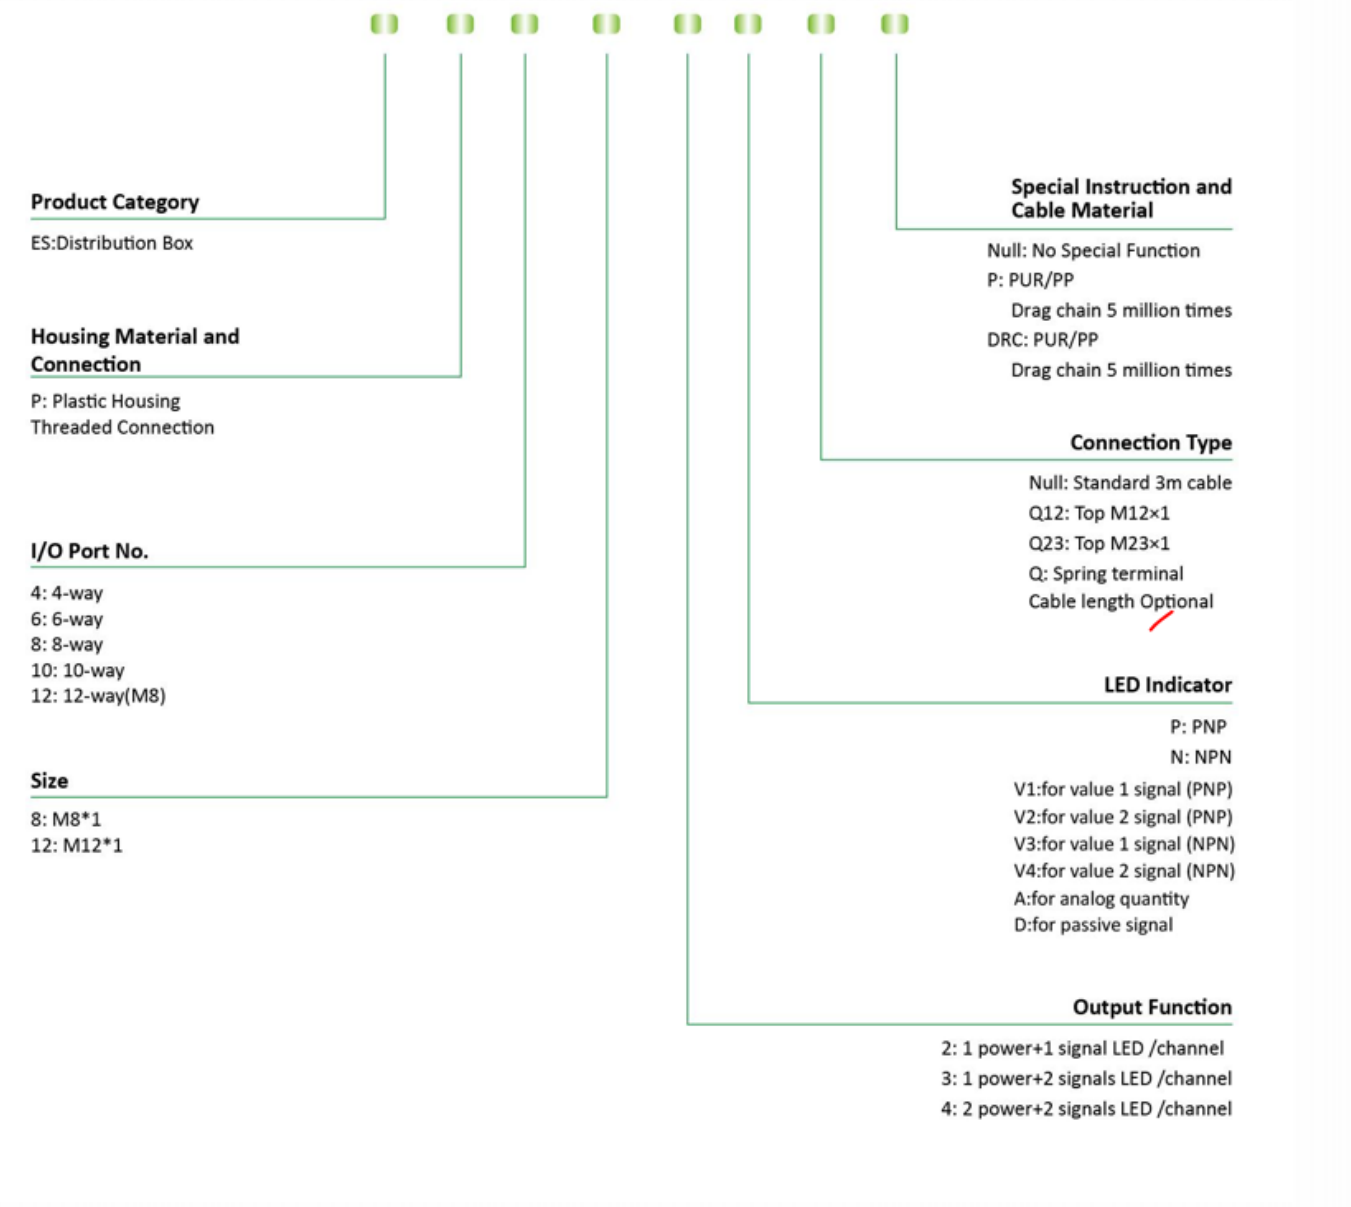 Product Category
ES:Distribution Box
Housing Material and
Connection
P: Plastic Housing
Threaded Connection
I/O Port No.
4: 4-way
6: 6-way
8: 8-way
10: 10-way
12: 12-way(M8)
Size
8: M8*1
12: M12*1
Special Instruction and
Cable Material
Null: No Special Function
P: PUR/PP
Drag chain 5 million times
DRC: PUR/PP
Drag chain 5 million times
Connection Type
Null: Standard 3m cable
Q12: Top M12×1
Q23: Top M23×1
Q: Spring terminal
Cable length Optional
LED Indicator
P: PNP
N: NPN
V1:for value 1 signal (PNP)
V2:for value 2 signal (PNP)
V3:for value 1 signal (NPN)
V4:for value 2 signal (NPN)
A:for analog quantity
D:for passive signal
Output Function
2: 1 power+1 signal LED /channel
3: 1 power+2 signals LED /channel
4: 2 power+2 signals LED /channel